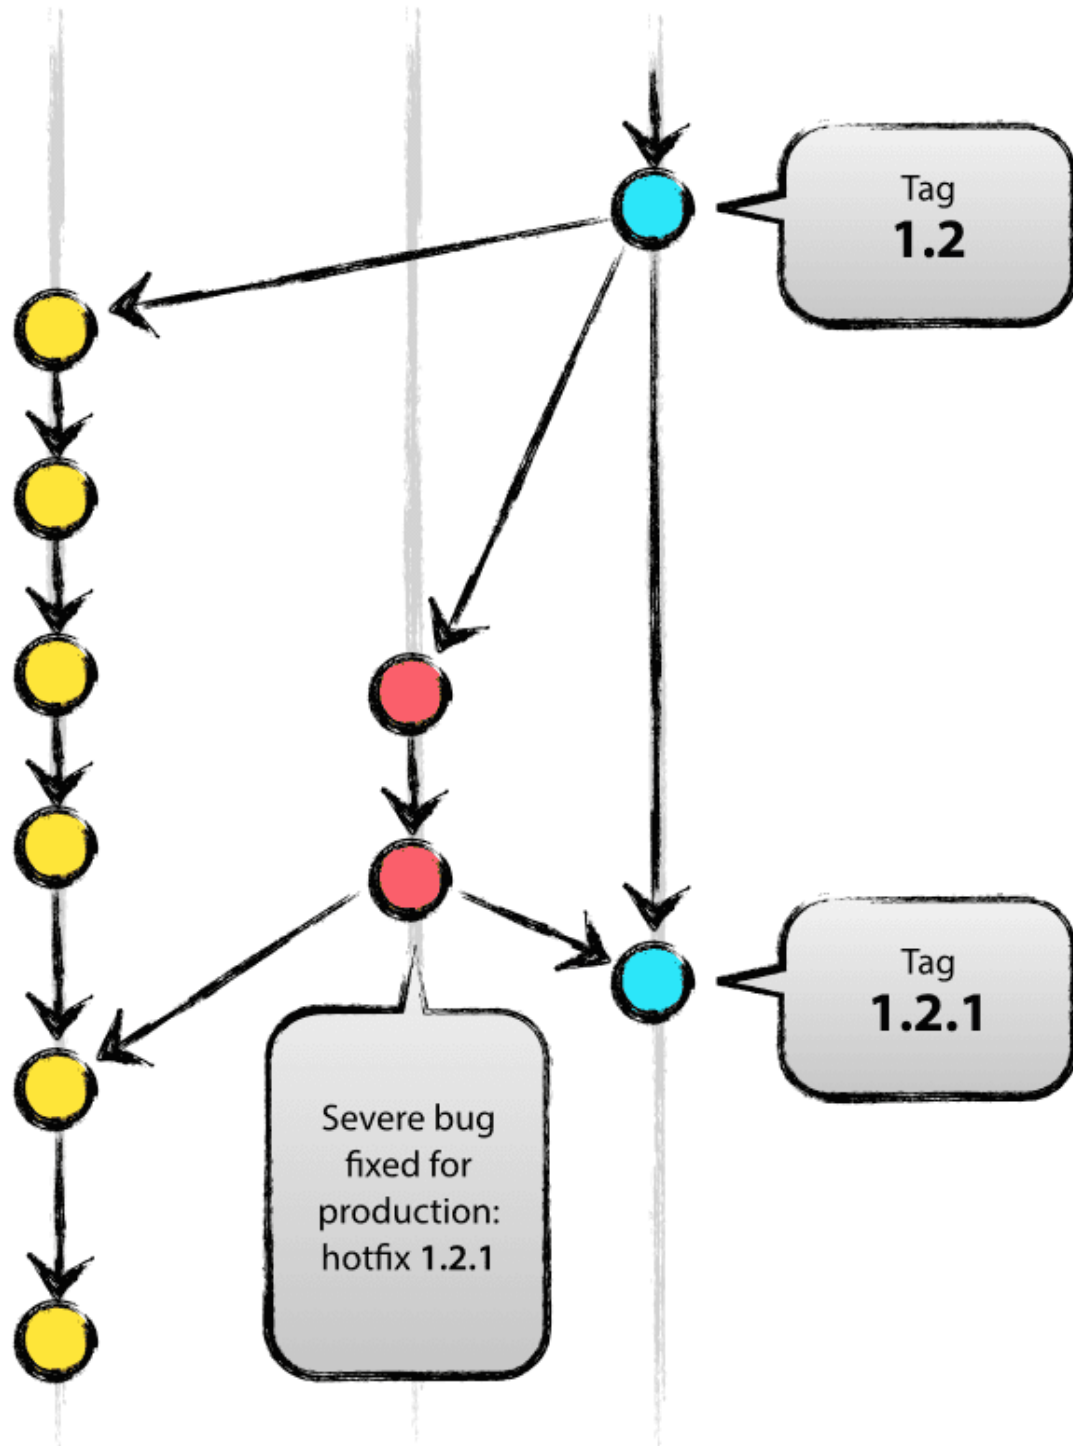 Tag
1.2
Tag
1.2.1
Severe bug
fixed for
production:
hotfix 1.2.1